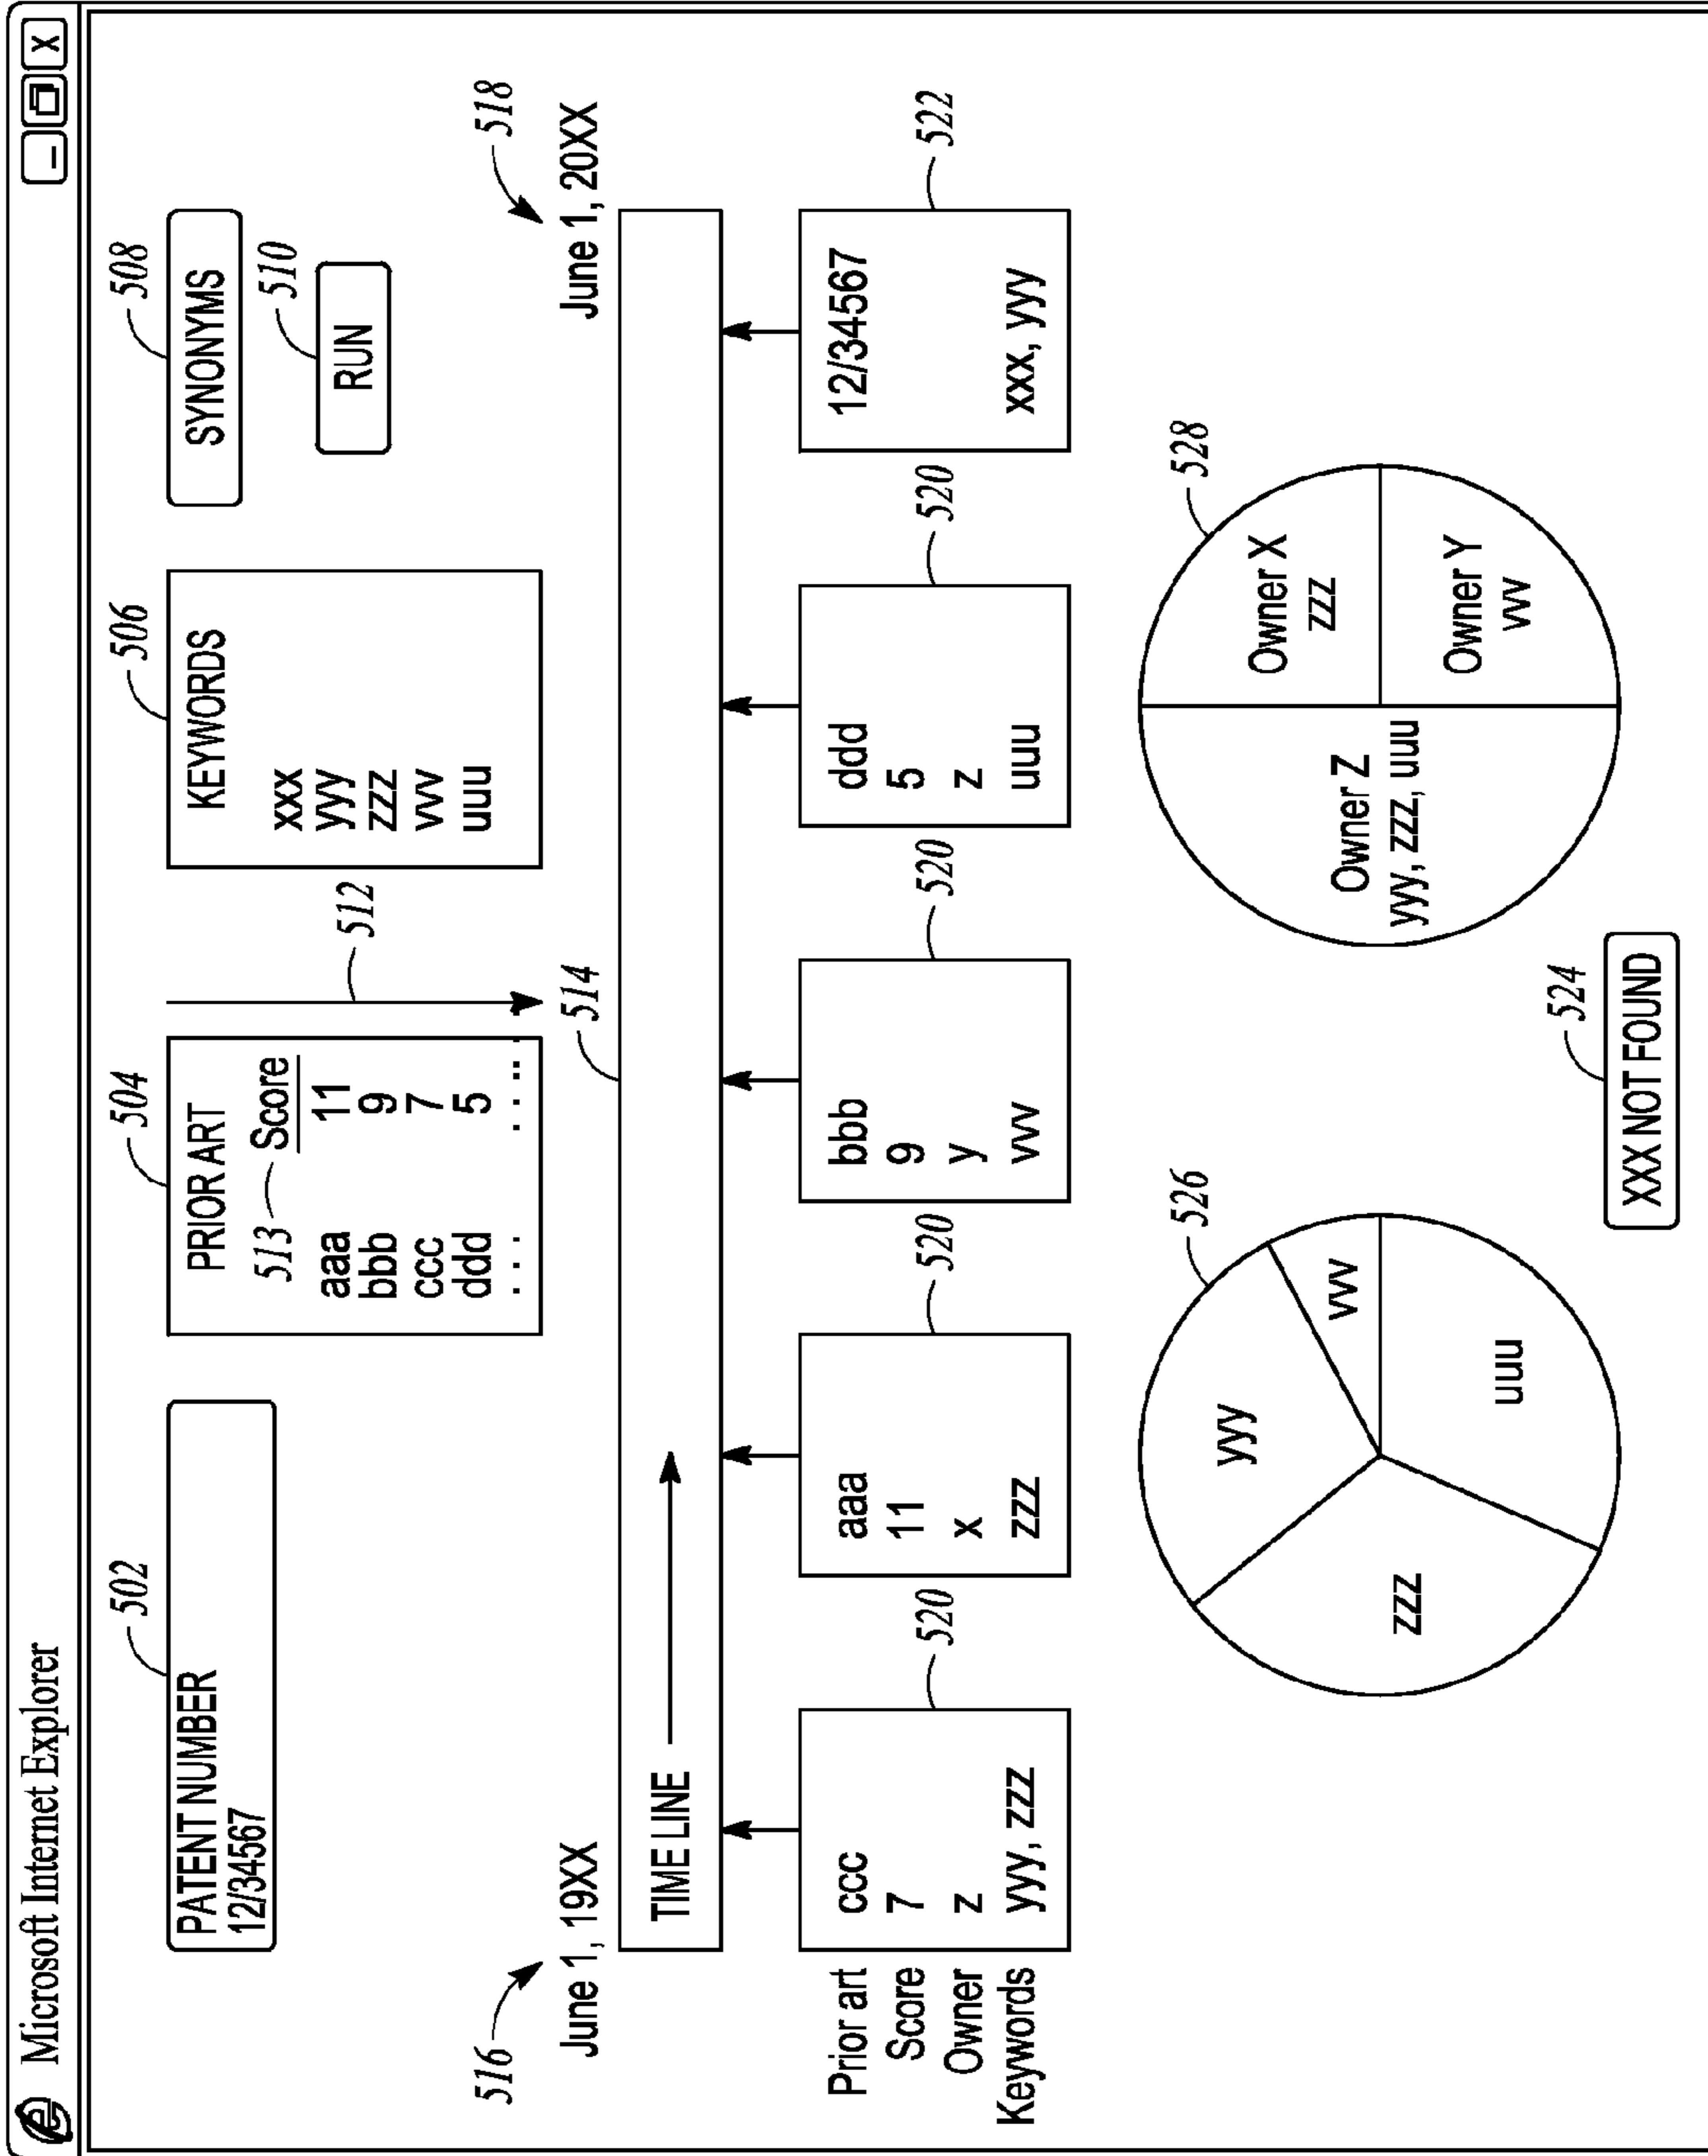 Microsoft Internet Explorer
_ X
502
504
506
508
PATENT NUMBER
12/34567
PRIOR ART
513 Score
aaa 11
bbb 9
ccc 7
ddd 5
... ....
512
KEYWORDS
xxx
yyy
zzz
vvv
uuu
SYNONYMS
510
RUN
516
518
June 1, 19XX
514
June 1, 20XX
TIME LINE
Prior art
Score
Owner
Keywords
ccc
7
z
yyy, zzz
520
aaa
11
x
zzz
520
bbb
9
y
vvv
520
ddd
5
z
uuu
520
12/34567
xxx, yyy
522
526
yyy
vvv
zzz
uuu
528
Owner Z
yyy, zzz, uuu
Owner X
zzz
Owner Y
vvv
524
XXX NOT FOUND